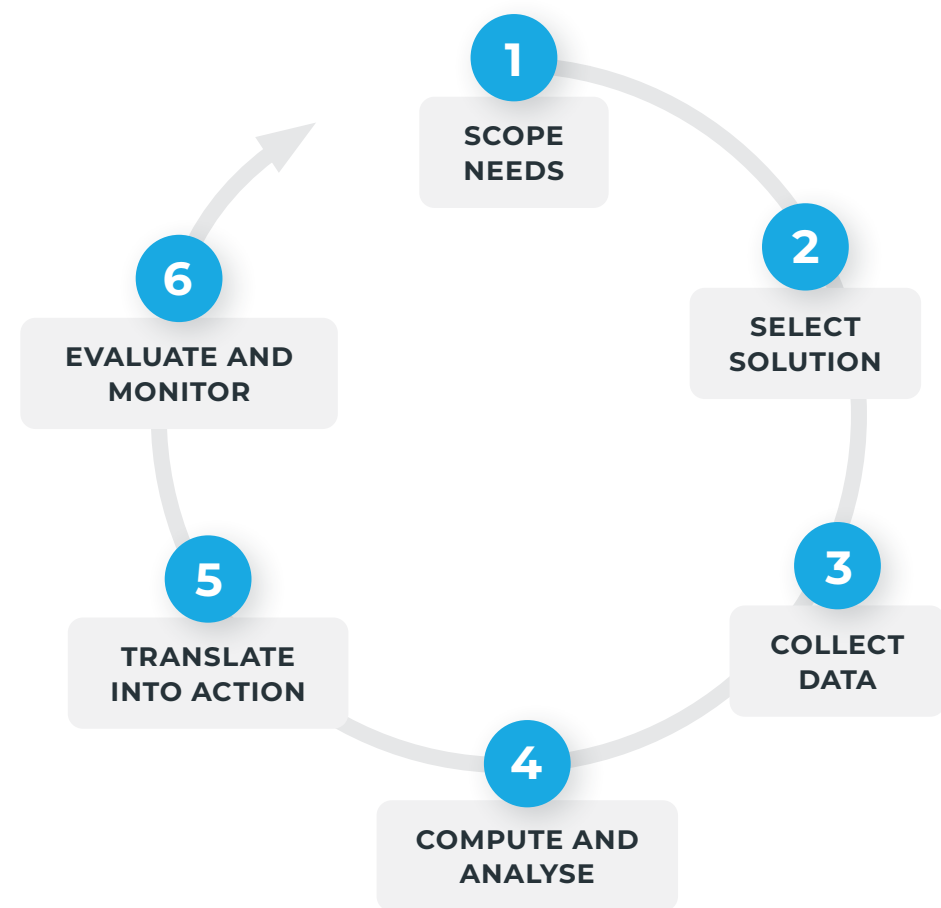 1
SCOPE
NEEDS
2
SELECT
SOLUTION
3
COLLECT
DATA
4
COMPUTE AND
ANALYSE
5
TRANSLATE
INTO ACTION
6
EVALUATE AND
MONITOR